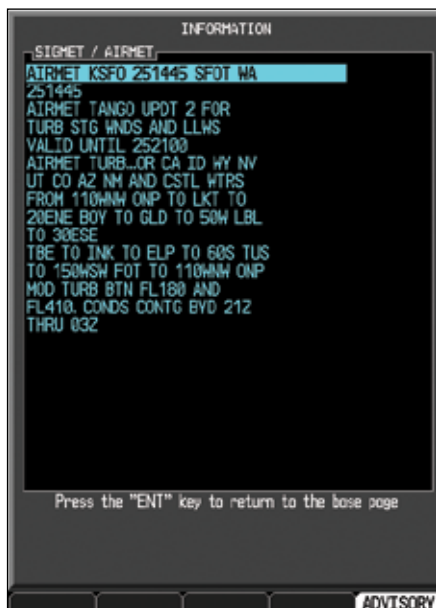 INFORMATION
SIGMET / AIRMET
AIRMET KSFO 251445 SFOT WA
251445
AIRMET TANGO UPDT 2 FOR
TURB STG WNDS AND LLWS
VALID UNTIL 252100
AIRMET TURB...OR CA ID WY NV
UT CO AZ NM AND CSTL WTRS
FROM 110WNW ONP TO LKT TO
20ENE BOY TO GLD TO 50W LBL
TO 30ESE
TBE TO INK TO ELP TO 60S TUS
TO 150WSW FOT TO 110WNW ONP
MOD TURB BTN FL180 AND
FL410. CONDS CONTG BYD 21Z
THRU 03Z
Press the "ENT" key to return to the base page
ADVISORY